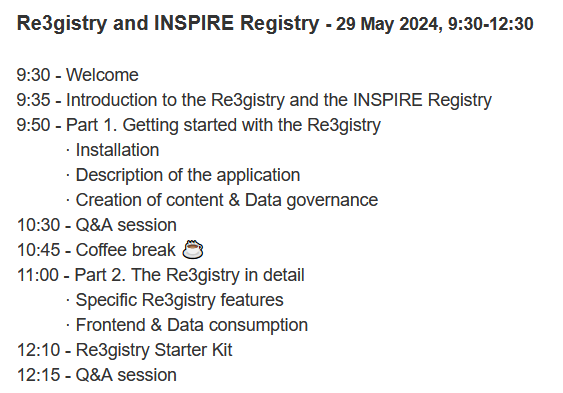 Re3gistry and INSPIRE Registry - 29 May 2024, 9:30-12:30
9:30 - Welcome
9:35 - Introduction to the Re3gistry and the INSPIRE Registry
9:50 - Part 1. Getting started with the Re3gistry
· Installation
· Description of the application
· Creation of content & Data governance
10:30 - Q&A session
10:45 - Coffee break ☕
11:00 - Part 2. The Re3gistry in detail
· Specific Re3gistry features
· Frontend & Data consumption
12:10 - Re3gistry Starter Kit
12:15 - Q&A session